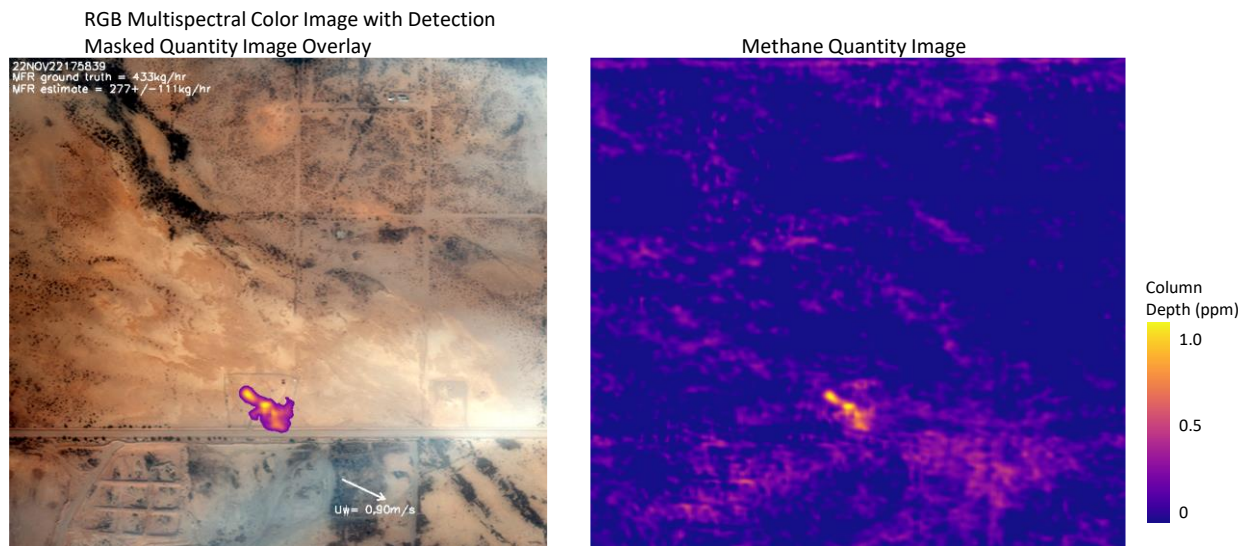 RGB Multispectral Color Image with Detection
Masked Quantity Image Overlay
22NOV22175839
MFR ground truth = 433kg/hr
MFR estimate = 277+/-111kg/hr
Uw= 0.90m/s
Methane Quantity Image
Column
Depth (ppm)
1.0
0.5
0